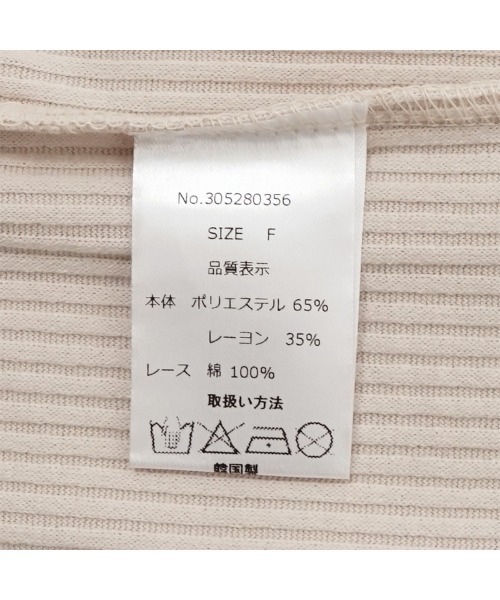 No.305280356
SIZE F
品質表示
本体 ポリエステル 65%
レーヨン 35%
レース 綿 100%
取扱い方法
韓国製